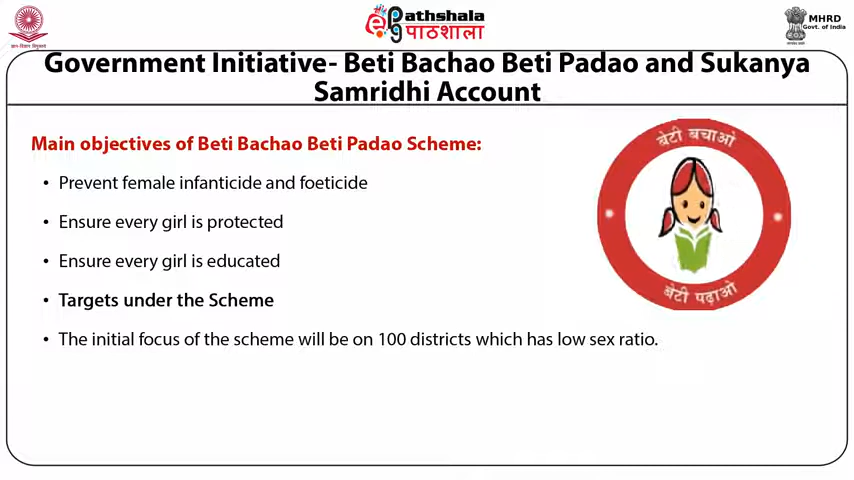 ज्ञान-विज्ञान विमुक्तये
e Pathshala
पाठशाला
MHRD
Govt. of India
Government Initiative- Beti Bachao Beti Padao and Sukanya
Samridhi Account
Main objectives of Beti Bachao Beti Padao Scheme:
• Prevent female infanticide and foeticide
• Ensure every girl is protected
• Ensure every girl is educated
• Targets under the Scheme
• The initial focus of the scheme will be on 100 districts which has low sex ratio.
बेटी बचाओ
बेटी पढ़ाओ